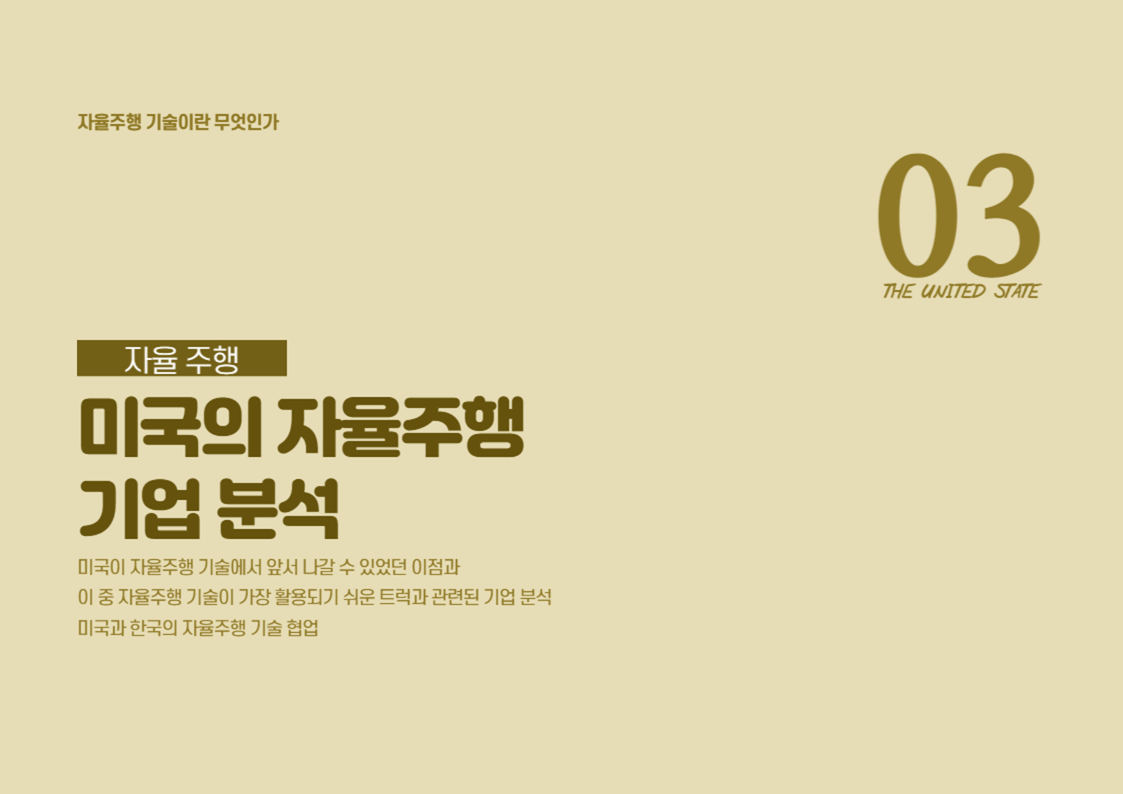 자율주행 기술이란 무엇인가
03
THE UNITED STATE
자율 주행
미국의 자율주행
기업 분석
미국이 자율주행 기술에서 앞서 나갈 수 있었던 이점과
이 중 자율주행 기술이 가장 활용되기 쉬운 트럭과 관련된 기업 분석
미국과 한국의 자율주행 기술 협업